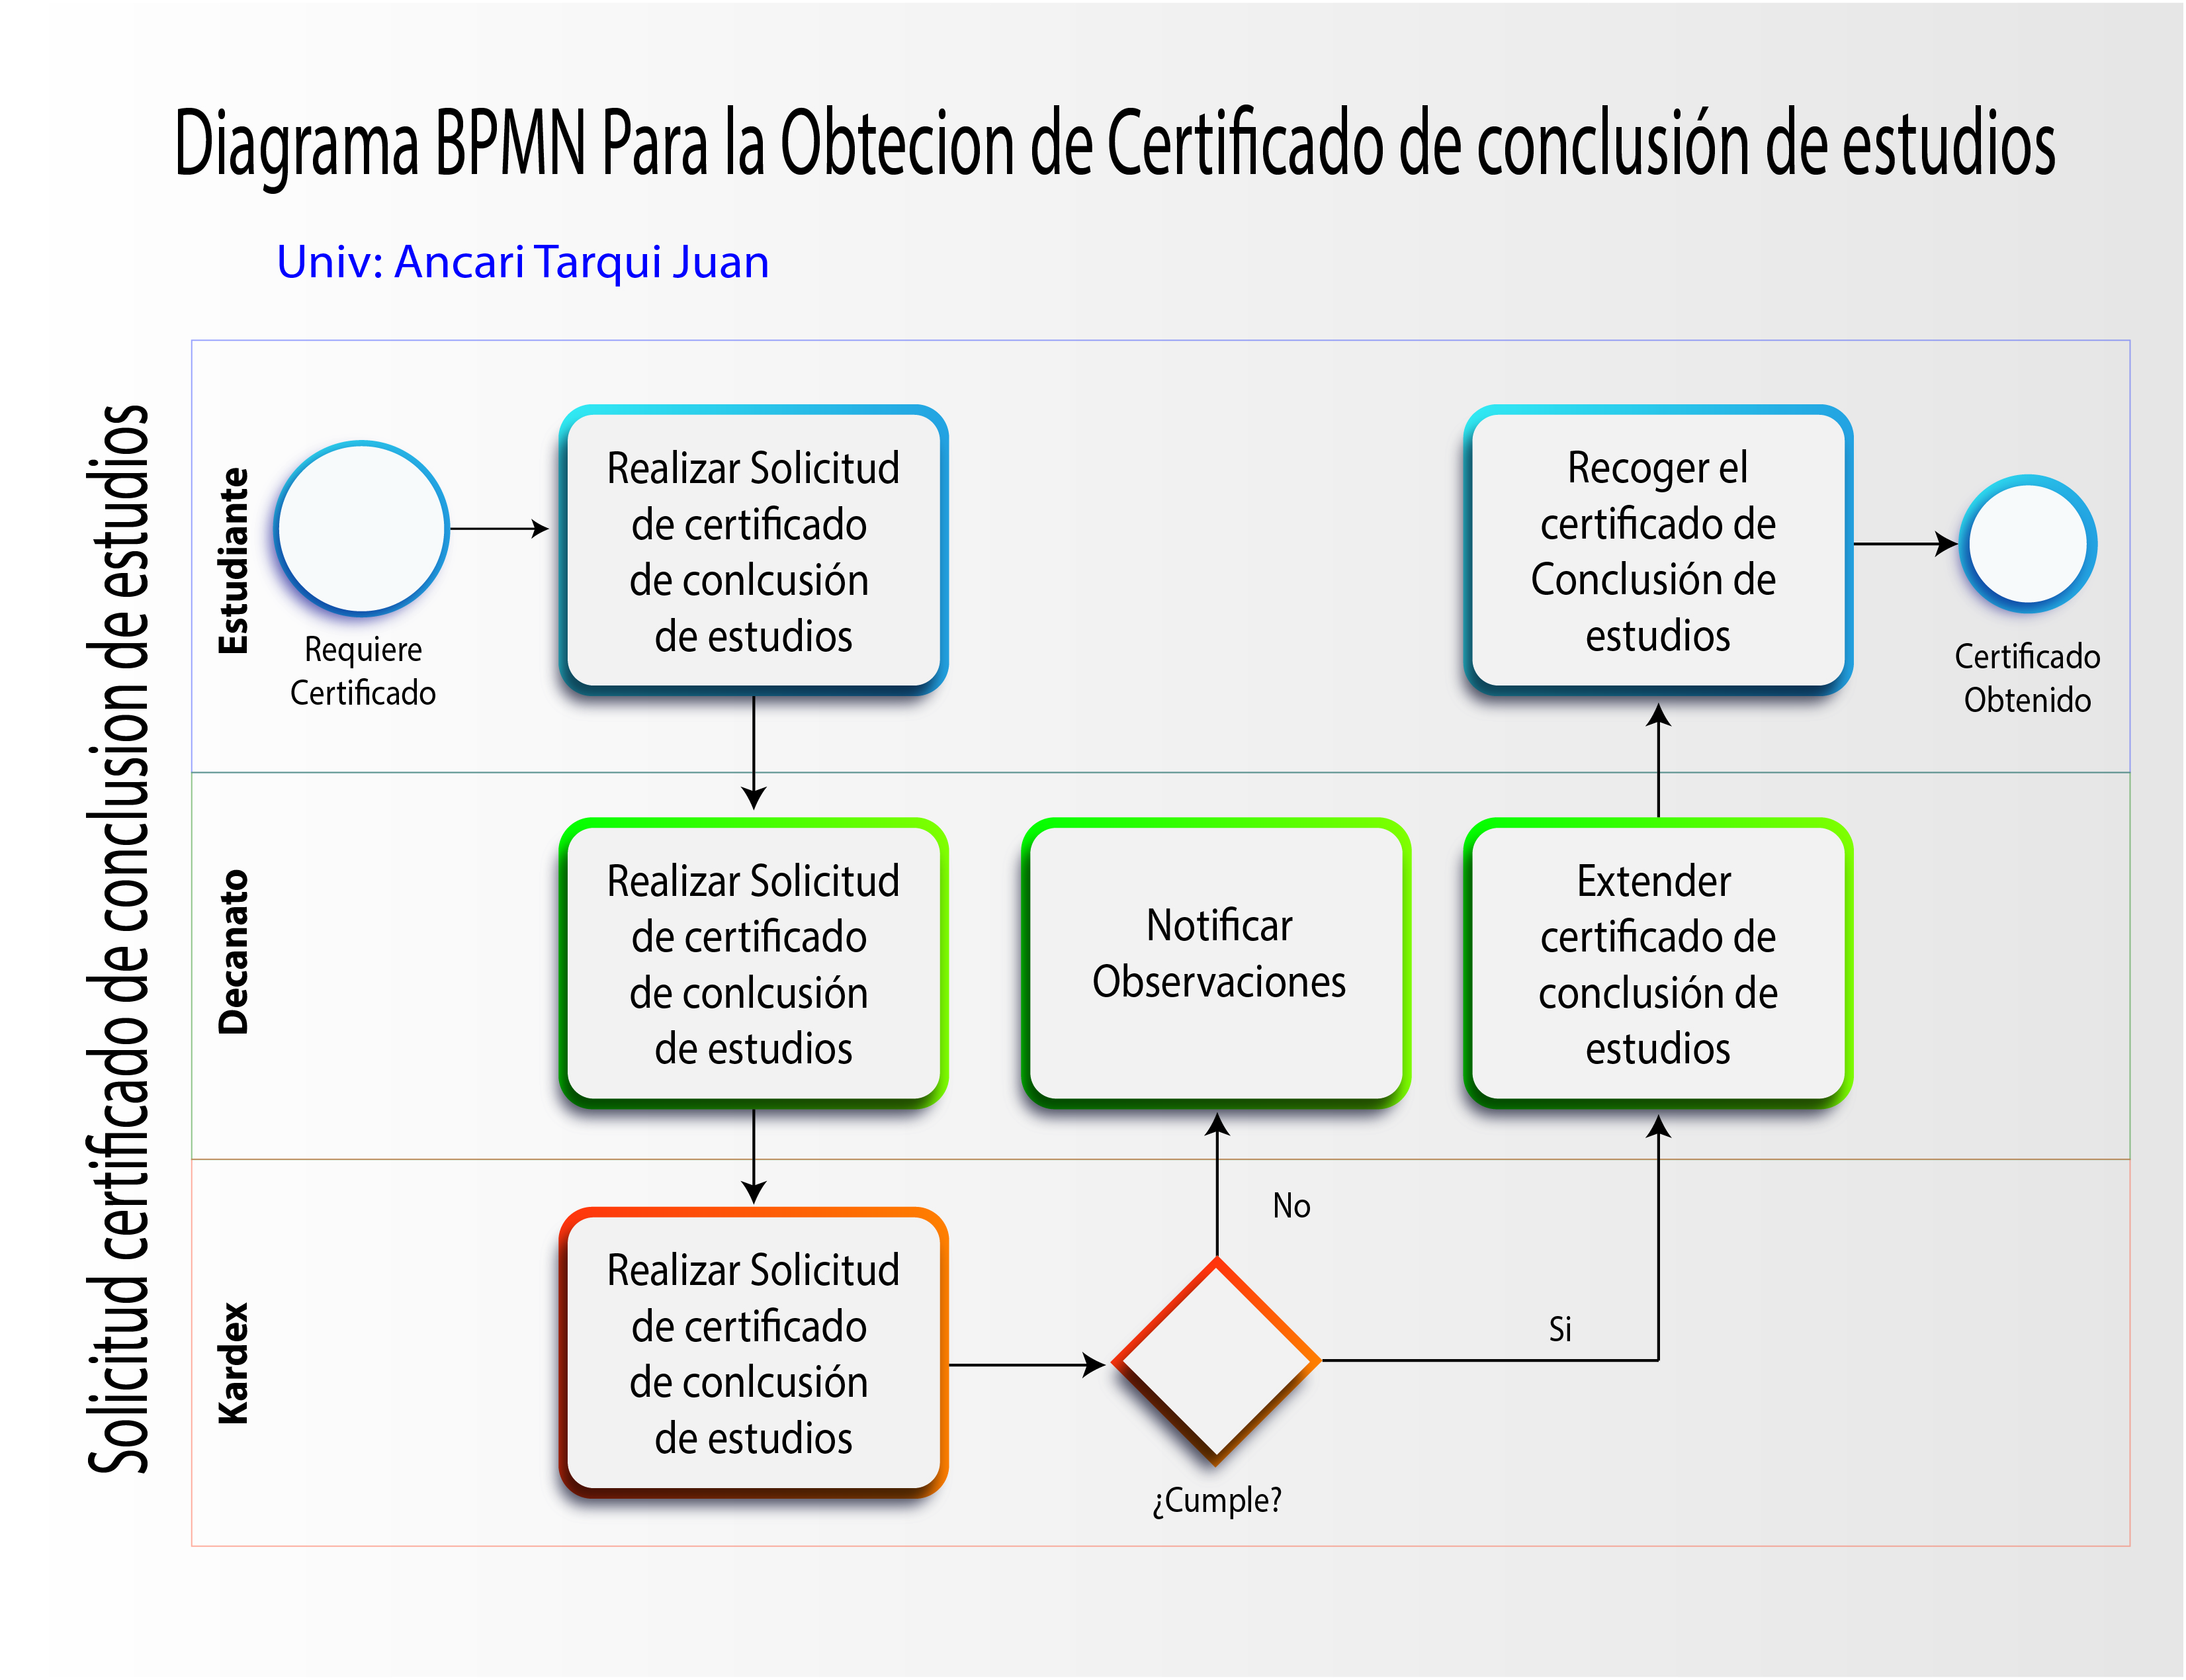 Diagrama BPMN Para la Obtecion de Certificado de conclusión de estudios
Univ: Ancari Tarqui Juan
Solicitud certificado de conclusion de estudios
Estudiante
Requiere
Certificado
Realizar Solicitud
de certificado
de conlcusión
de estudios
Recoger el
certificado de
Conclusión de
estudios
Certificado
Obtenido
Decanato
Realizar Solicitud
de certificado
de conlcusión
de estudios
Notificar
Observaciones
Extender
certificado de
conclusión de
estudios
Kardex
Realizar Solicitud
de certificado
de conlcusión
de estudios
No
Si
¿Cumple?